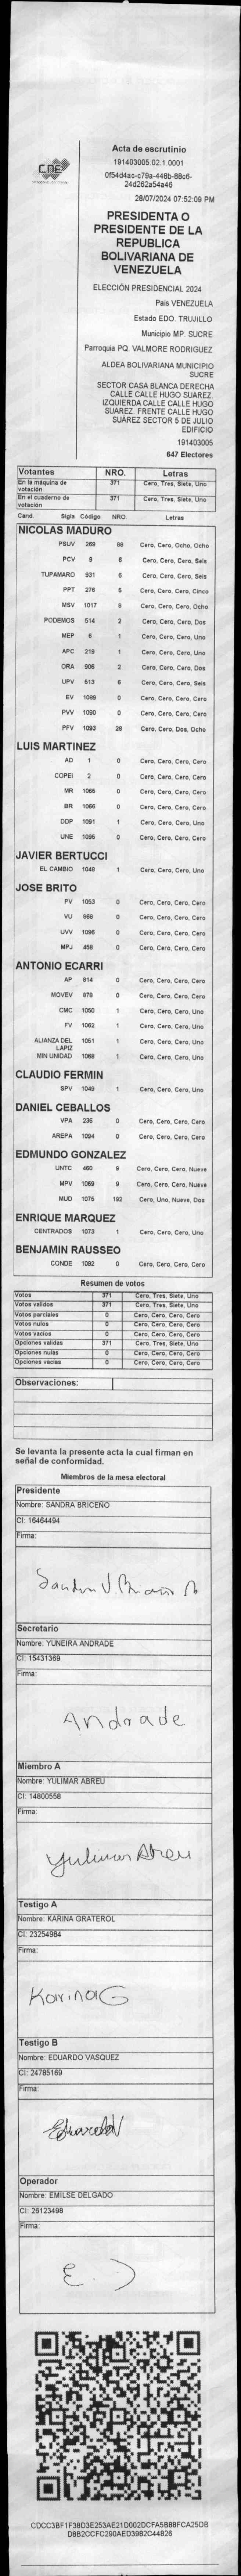 CNE
Acta de escrutinio
191403005.02.1.0001
0f54d4ac-c79a-448b-88c6-
24d262a54a46
28/07/2024 07:52:09 PM
PRESIDENTA O
PRESIDENTE DE LA
REPUBLICA
BOLIVARIANA DE
VENEZUELA
ELECCIÓN PRESIDENCIAL 2024
Pais VENEZUELA
Estado EDO. TRUJILLO
Municipio MP. SUCRE
Parroquia PQ. VALMORE RODRIGUEZ
ALDEA BOLIVARIANA MUNICIPIO
SUCRE
SECTOR CASA BLANCA DERECHA
CALLE CALLE HUGO SUAREZ.
IZQUIERDA CALLE CALLE HUGO
SUAREZ. FRENTE CALLE HUGO
SUÁREZ SECTOR 5 DE JULIO
EDIFICIO
191403005
647 Electores
Votantes NRO. Letras
En la máquina de votación 371 Cero, Tres, Siete, Uno
En el cuaderno de votación 371 Cero, Tres, Siete, Uno
Cand. Sigla Código NRO. Letras
NICOLAS MADURO
PSUV 269 88 Cero, Cero, Ocho, Ocho
PCV 9 6 Cero, Cero, Cero, Seis
TUPAMARO 931 6 Cero, Cero, Cero, Seis
PPT 276 5 Cero, Cero, Cero, Cinco
MSV 1017 8 Cero, Cero, Cero, Ocho
PODEMOS 514 2 Cero, Cero, Cero, Dos
MEP 6 1 Cero, Cero, Cero, Uno
APC 219 1 Cero, Cero, Cero, Uno
ORA 906 2 Cero, Cero, Cero, Dos
UPV 513 6 Cero, Cero, Cero, Seis
EV 1099 0 Cero, Cero, Cero, Cero
PVV 1090 0 Cero, Cero, Cero, Cero
PFV 1093 28 Cero, Cero, Dos, Ocho
LUIS MARTINEZ
AD 1 0 Cero, Cero, Cero, Cero
COPEI 2 0 Cero, Cero, Cero, Cero
MR 1065 0 Cero, Cero, Cero, Cero
BR 1066 0 Cero, Cero, Cero, Cero
DDP 1091 1 Cero, Cero, Cero, Uno
UNE 1095 0 Cero, Cero, Cero, Cero
JAVIER BERTUCCI
EL CAMBIO 1048 1 Cero, Cero, Cero, Uno
JOSE BRITO
PV 1053 0 Cero, Cero, Cero, Cero
VU 968 0 Cero, Cero, Cero, Cero
UVV 1096 0 Cero, Cero, Cero, Cero
MPJ 458 0 Cero, Cero, Cero, Cero
ANTONIO ECARRI
AP 814 0 Cero, Cero, Cero, Cero
MOVEV 879 0 Cero, Cero, Cero, Cero
CMC 1050 1 Cero, Cero, Cero, Uno
FV 1062 1 Cero, Cero, Cero, Uno
ALIANZA DEL LAPIZ 1051 1 Cero, Cero, Cero, Uno
MIN UNIDAD 1068 1 Cero, Cero, Cero, Uno
CLAUDIO FERMIN
SPV 1049 1 Cero, Cero, Cero, Uno
DANIEL CEBALLOS
VPA 236 0 Cero, Cero, Cero, Cero
AREPA 1094 0 Cero, Cero, Cero, Cero
EDMUNDO GONZALEZ
UNTC 460 9 Cero, Cero, Cero, Nueve
MPV 1069 9 Cero, Cero, Cero, Nueve
MUD 1075 192 Cero, Uno, Nueve, Dos
ENRIQUE MARQUEZ
CENTRADOS 1073 1 Cero, Cero, Cero, Uno
BENJAMIN RAUSSEO
CONDE 1092 0 Cero, Cero, Cero, Cero
Resumen de votos
Votos 371 Cero, Tres, Siete, Uno
Votos validos 371 Cero, Tres, Siete, Uno
Votos parciales 0 Cero, Cero, Cero, Cero
Votos nulos 0 Cero, Cero, Cero, Cero
Votos vacios 0 Cero, Cero, Cero, Cero
Opciones validas 371 Cero, Tres, Siete, Uno
Opciones nulas 0 Cero, Cero, Cero, Cero
Opciones vacias 0 Cero, Cero, Cero, Cero
Observaciones:
Se levanta la presente acta la cual firman en
señal de conformidad.
Miembros de la mesa electoral
Presidente
Nombre: SANDRA BRICEÑO
CI: 16464494
Firma:
Secretario
Nombre: YUNEIRA ANDRADE
CI: 15431369
Firma:
Andrade
Miembro A
Nombre: YULIMAR ABREU
CI: 14800558
Firma:
Yulimar Abreu
Testigo A
Nombre: KARINA GRATEROL
CI: 23254984
Firma:
Karina G
Testigo B
Nombre: EDUARDO VASQUEZ
CI: 24785169
Firma:
Eduardo V
Operador
Nombre: EMILSE DELGADO
CI: 26123498
Firma:
E. D
CDCC3BF1F38D3E253AE21D002DCFA5B88FCA25DB
D8B2CCFC290AED3982C44826